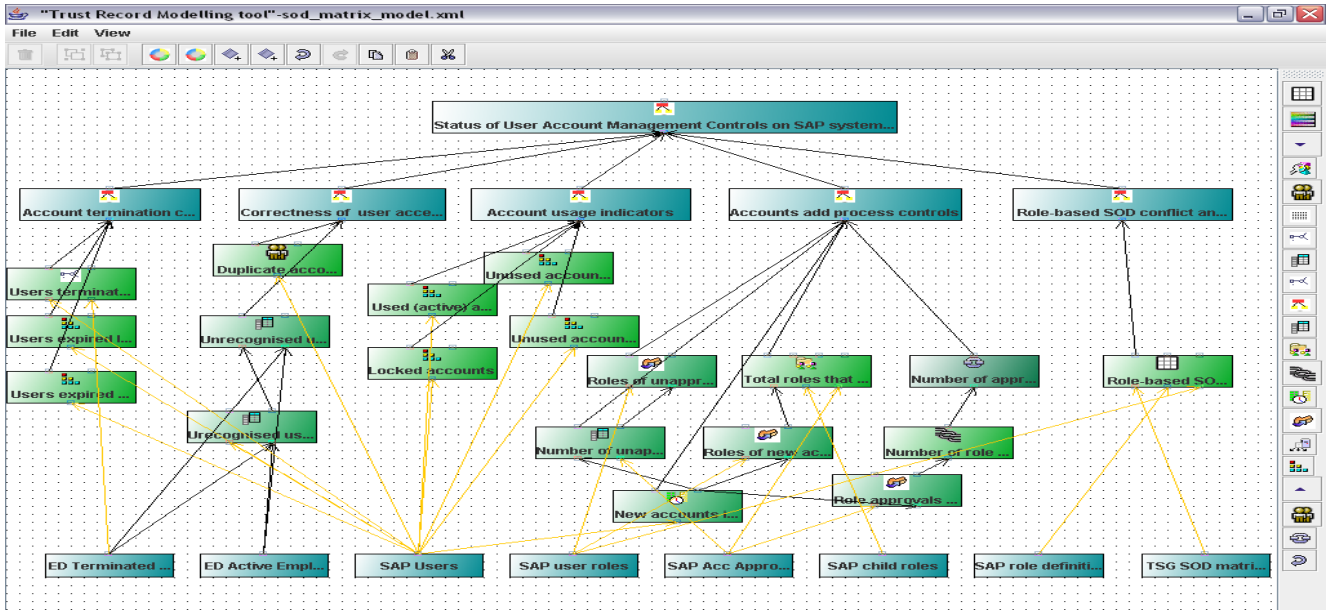 "Trust Record Modelling tool"-sod_matrix_model.xml
File Edit View
Status of User Account Management Controls on SAP system...
Account termination c...
Correctness of user acce...
Account usage indicators
Accounts add process controls
Role-based SOD conflict an...
Duplicate acco...
Unused accoun...
Users terminat...
Used (active) a...
Users expired l...
Unrecognised u...
Unused accoun...
Locked accounts
Roles of unappr...
Total roles that ...
Number of appr...
Role-based SO...
Users expired ...
Urecognised us...
Number of unap...
Roles of new ac...
Number of role ...
Role approvals ...
New accounts i...
ED Terminated ...
ED Active Empl...
SAP Users
SAP user roles
SAP Acc Appro...
SAP child roles
SAP role definiti...
TSG SOD matri...